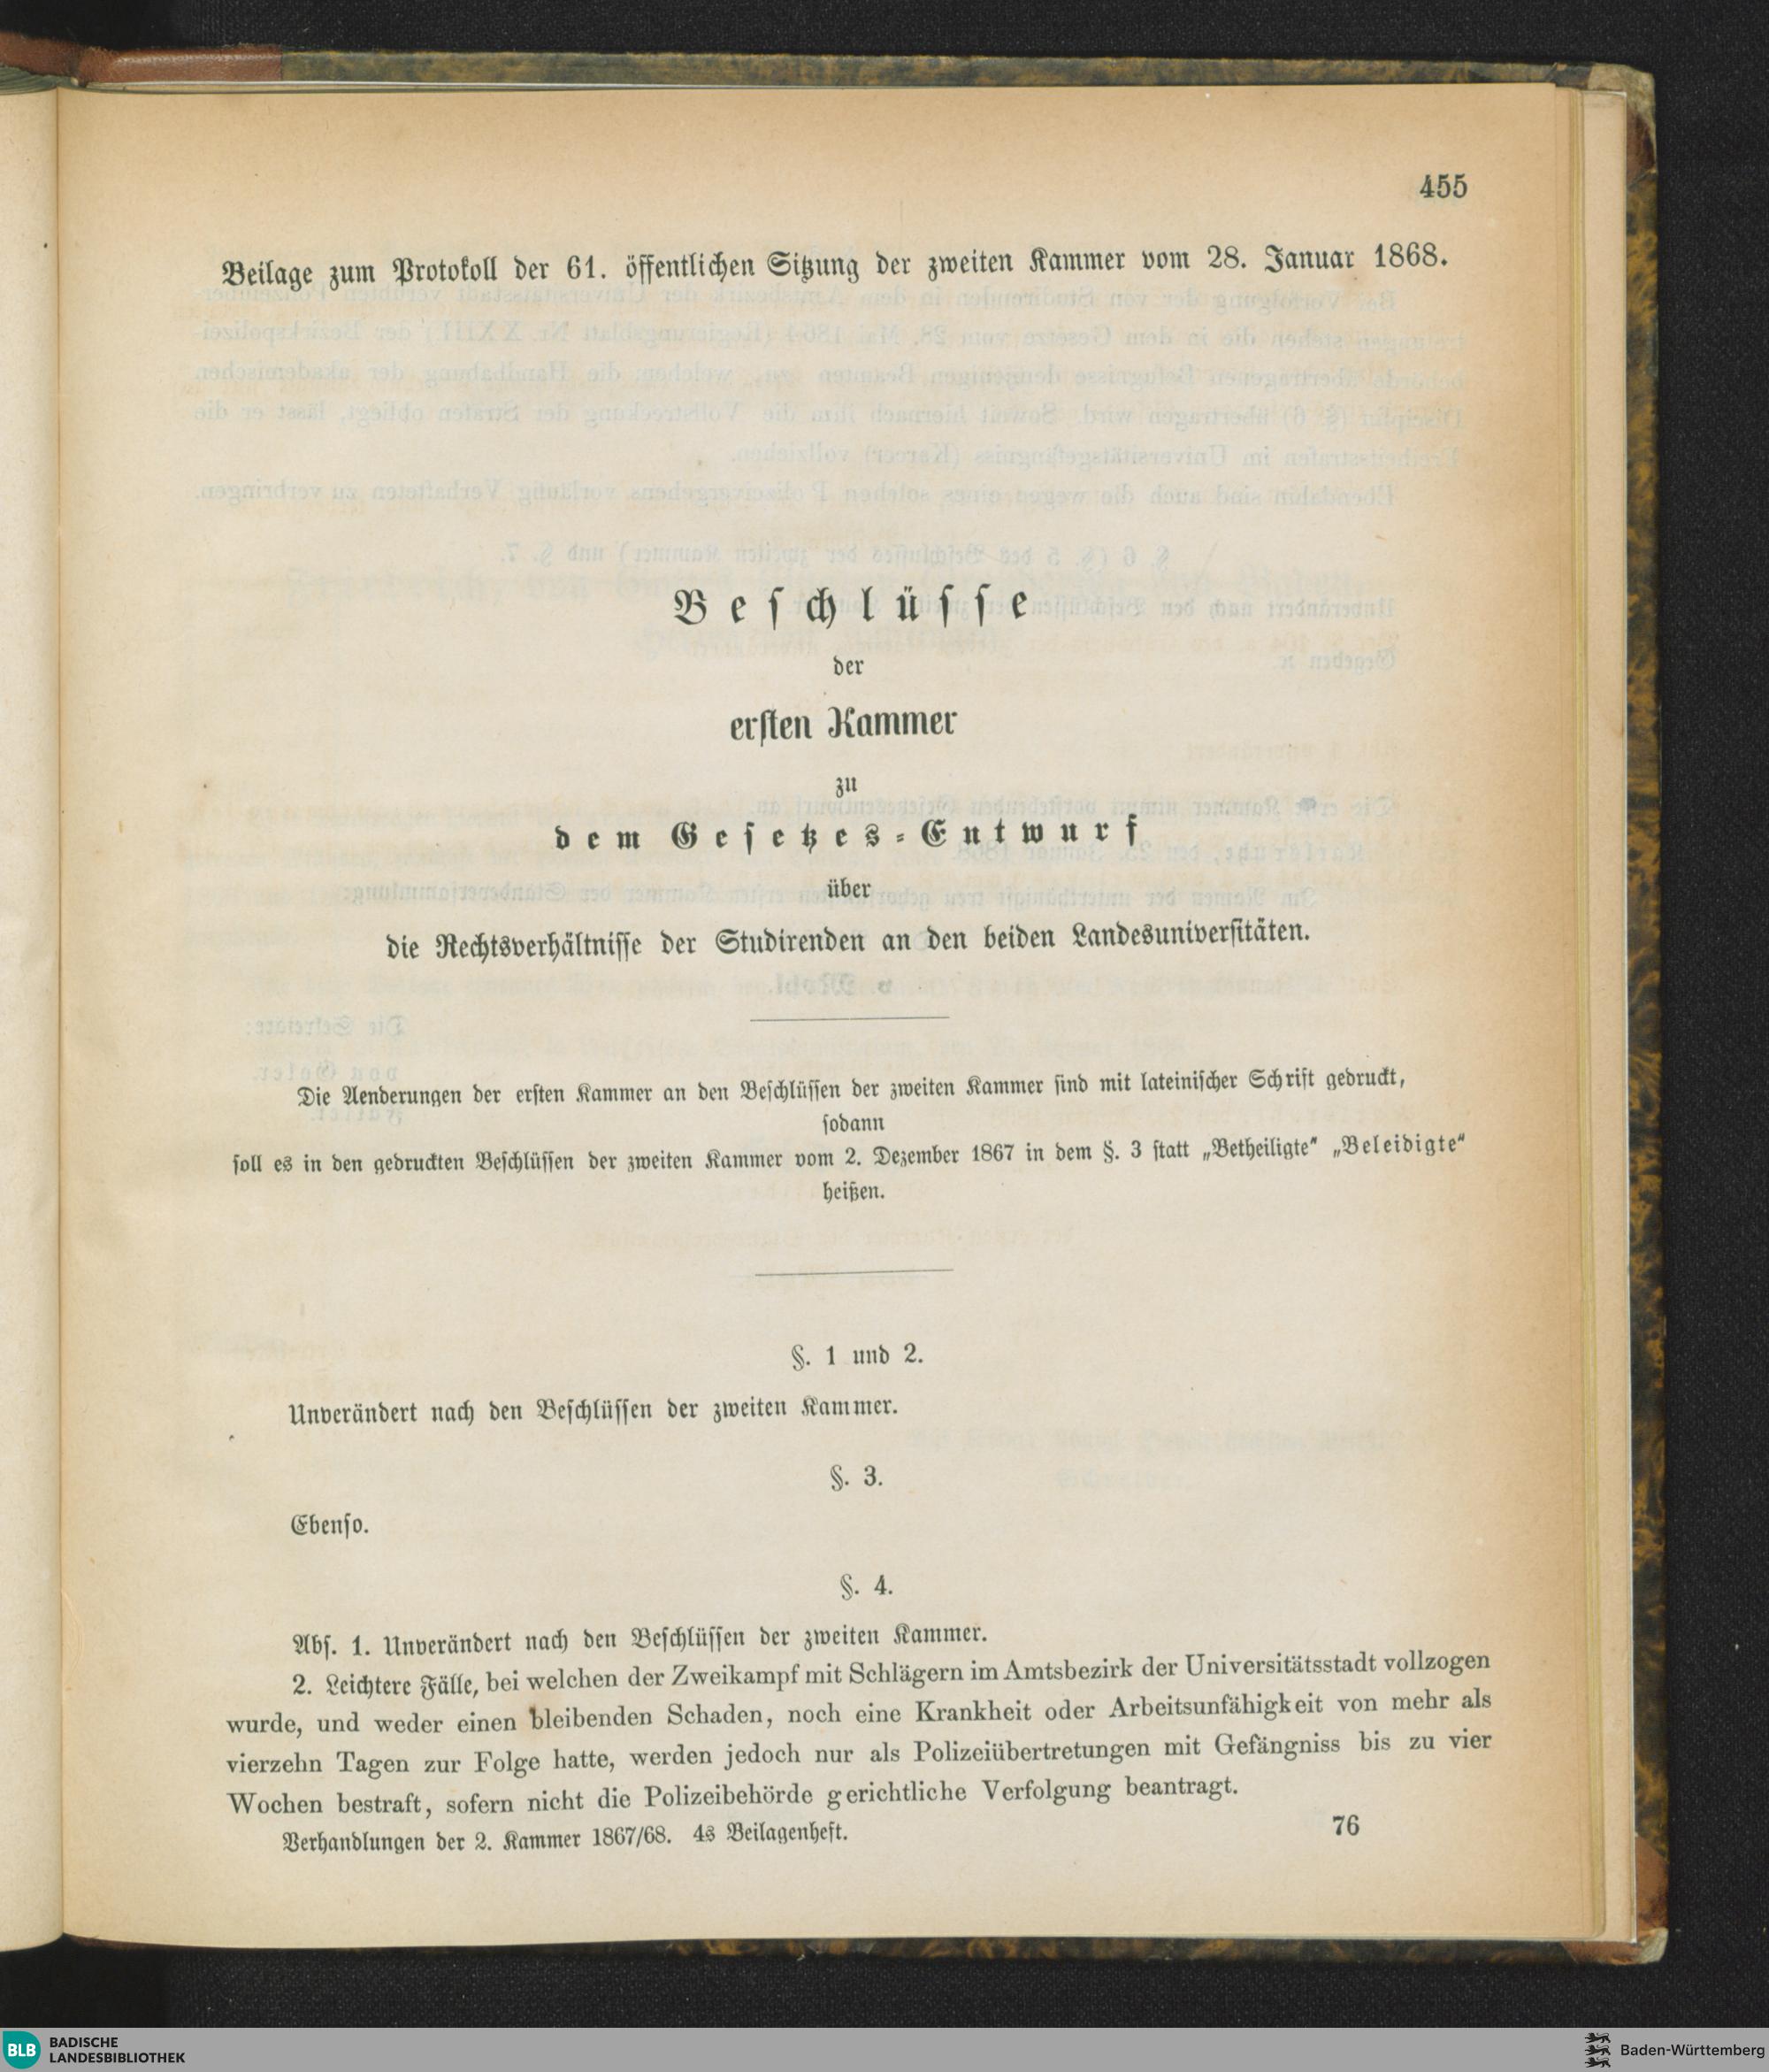 455
Beilage zum Protokoll der 61. öffentlichen Sitzung der zweiten Kammer vom 28. Januar 1868.
Beschlüsse
der
ersten Kammer
zu
dem Gesetzes-Entwurf
über
die Rechtsverhältnisse der Studirenden an den beiden Landesuniversitäten.
Die Aenderungen der ersten Kammer an den Beschlüssen der zweiten Kammer sind mit lateinischer Schrift gedruckt,
sodann
soll es in den gedruckten Beschlüssen der zweiten Kammer vom 2. Dezember 1867 in dem §. 3 statt „Betheiligte“ „Beleidigte“
heißen.
§. 1 und 2.
Unverändert nach den Beschlüssen der zweiten Kammer.
§. 3.
Ebenso.
§. 4.
Abs. 1. Unverändert nach den Beschlüssen der zweiten Kammer.
2. Leichtere Fälle, bei welchen der Zweikampf mit Schlägern im Amtsbezirk der Universitätsstadt vollzogen
wurde, und weder einen bleibenden Schaden, noch eine Krankheit oder Arbeitsunfähigkeit von mehr als
vierzehn Tagen zur Folge hatte, werden jedoch nur als Polizeiübertretungen mit Gefängniss bis zu vier
Wochen bestraft, sofern nicht die Polizeibehörde gerichtliche Verfolgung beantragt.
Verhandlungen der 2. Kammer 1867/68. 4s Beilagenheft. 76
BLB BADISCHE
LANDESBIBLIOTHEK
Baden-Württemberg